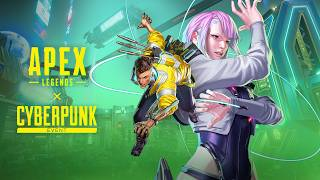 APEX
LEGENDS
×
CYBERPUNK
EVENT